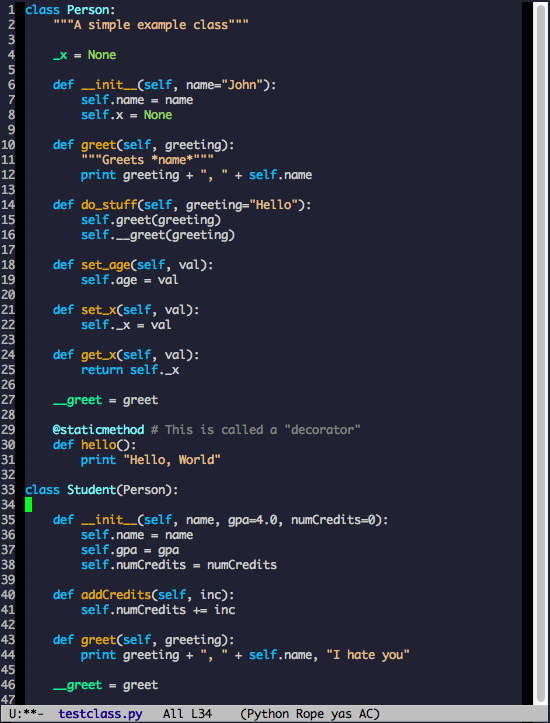 1 class Person:
2     """A simple example class"""
3
4     _x = None
5
6     def __init__(self, name="John"):
7         self.name = name
8         self.x = None
9
10     def greet(self, greeting):
11         """Greets *name*"""
12         print greeting + ", " + self.name
13
14     def do_stuff(self, greeting="Hello"):
15         self.greet(greeting)
16         self.__greet(greeting)
17
18     def set_age(self, val):
19         self.age = val
20
21     def set_x(self, val):
22         self._x = val
23
24     def get_x(self, val):
25         return self._x
26
27     __greet = greet
28
29     @staticmethod # This is called a "decorator"
30     def hello():
31         print "Hello, World"
32
33 class Student(Person):
34
35     def __init__(self, name, gpa=4.0, numCredits=0):
36         self.name = name
37         self.gpa = gpa
38         self.numCredits = numCredits
39
40     def addCredits(self, inc):
41         self.numCredits += inc
42
43     def greet(self, greeting):
44         print greeting + ", " + self.name, "I hate you"
45
46     __greet = greet
47
U:**-  testclass.py   All L34    (Python Rope yas AC)